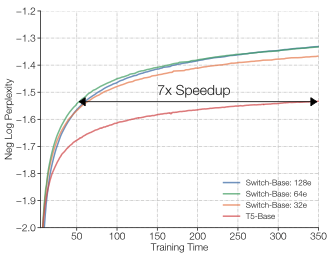 −1.2
−1.3
−1.4
−1.5
−1.6
−1.7
−1.8
−1.9
−2.0
Neg Log Perplexity
7x Speedup
Switch-Base: 128e
Switch-Base: 64e
Switch-Base: 32e
T5-Base
50 100 150 200 250 300 350
Training Time